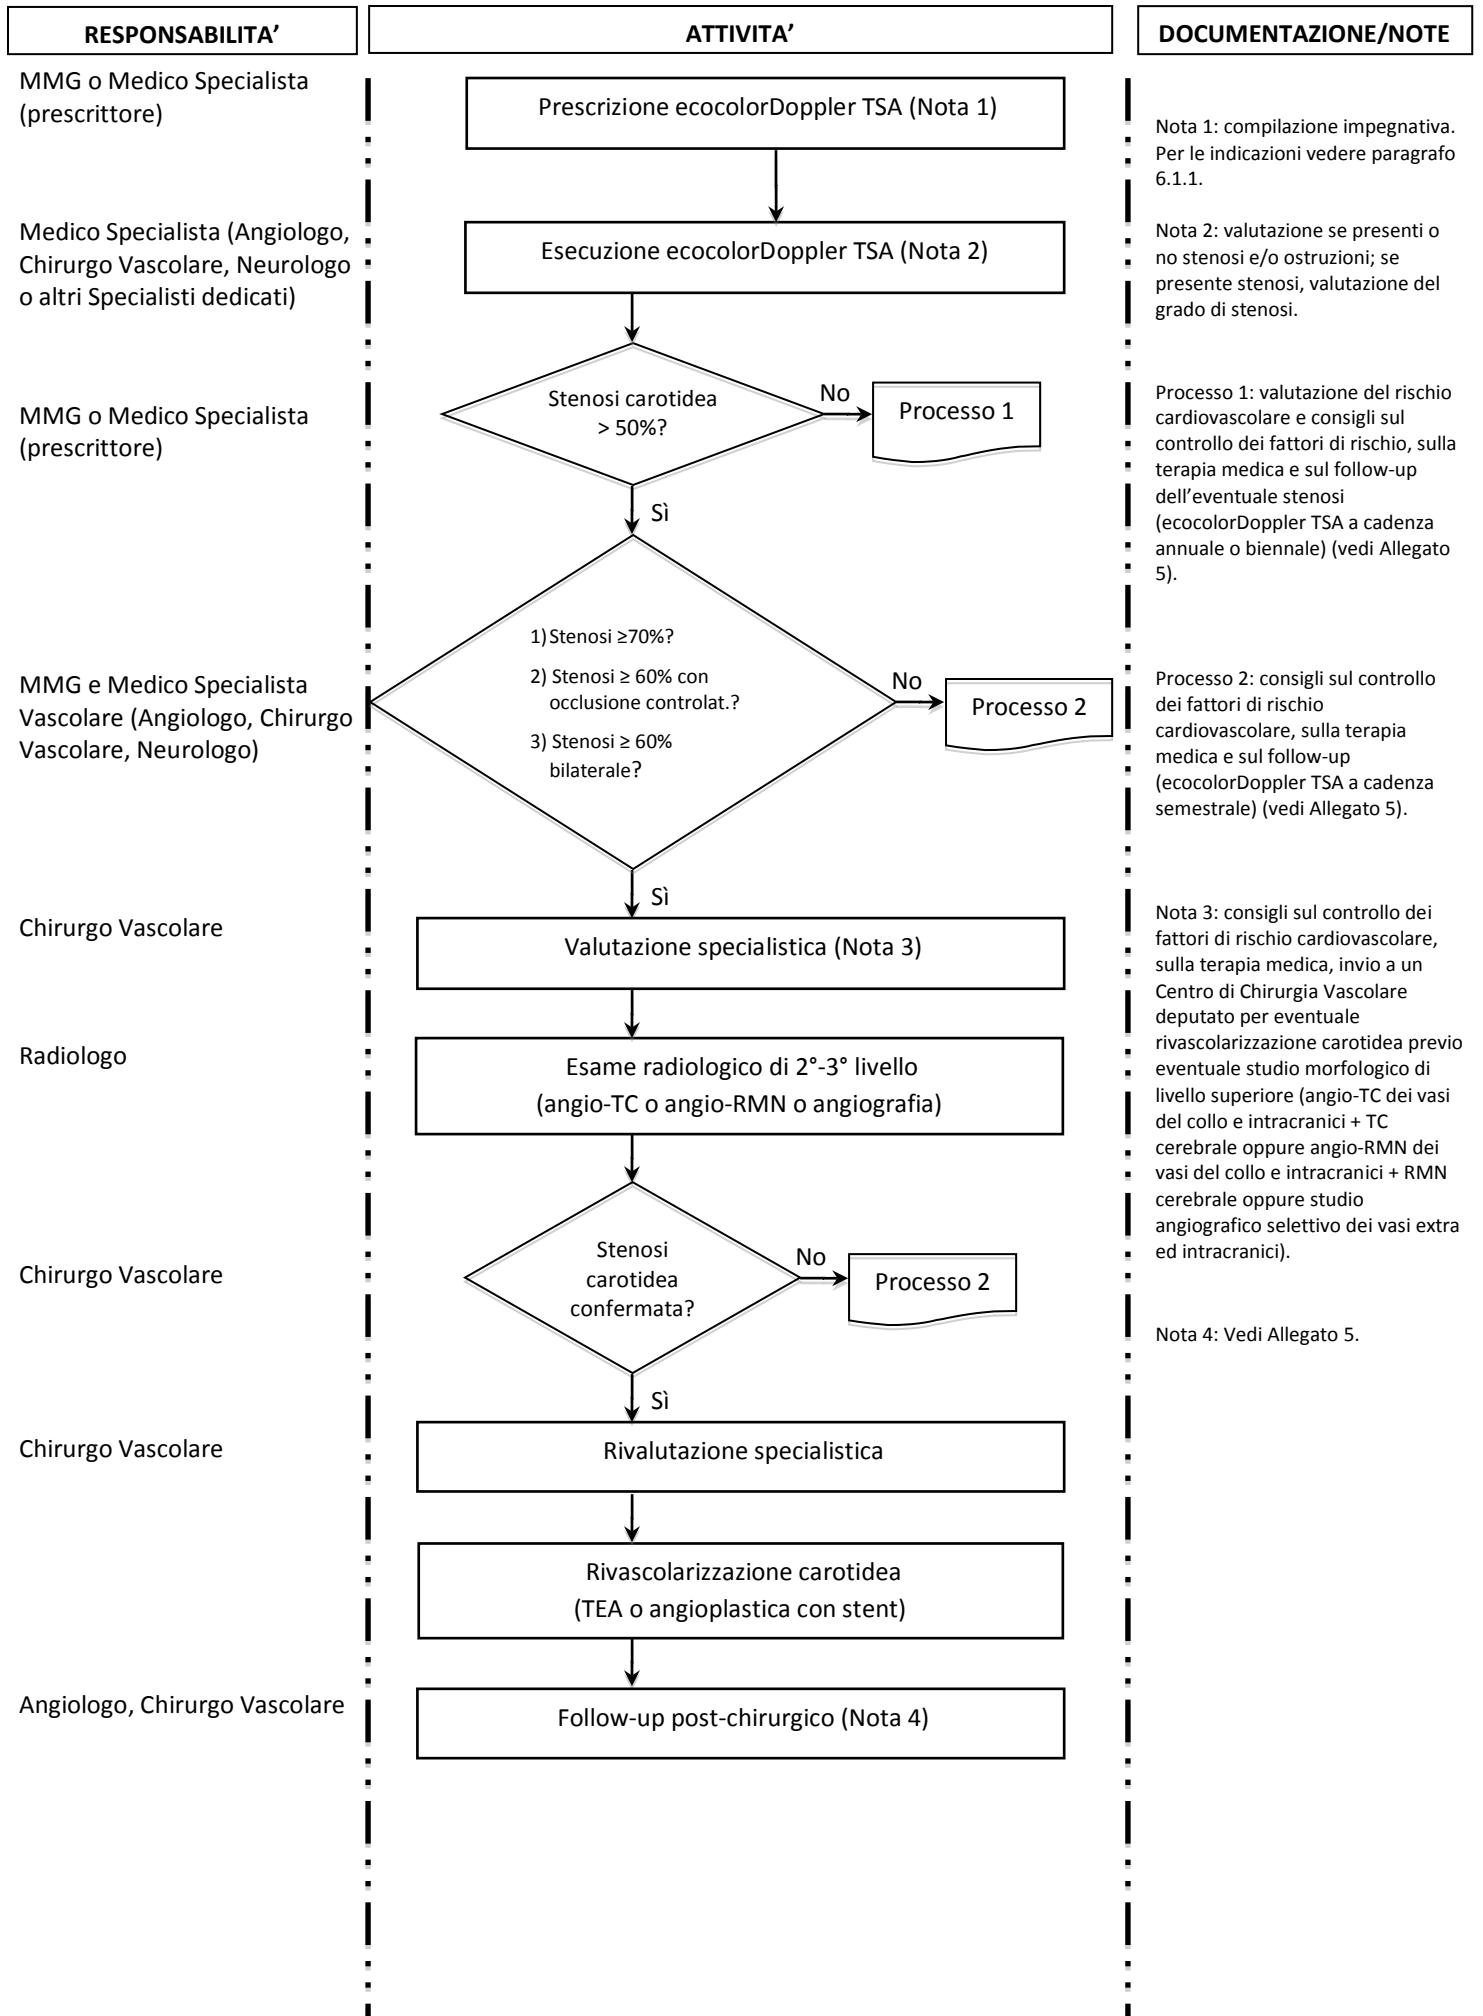 RESPONSABILITA’
ATTIVITA’
DOCUMENTAZIONE/NOTE
MMG o Medico Specialista
(prescrittore)
Prescrizione ecocolorDoppler TSA (Nota 1)
Nota 1: compilazione impegnativa.
Per le indicazioni vedere paragrafo
6.1.1.
Medico Specialista (Angiologo,
Chirurgo Vascolare, Neurologo
o altri Specialisti dedicati)
Esecuzione ecocolorDoppler TSA (Nota 2)
Nota 2: valutazione se presenti o
no stenosi e/o ostruzioni; se
presente stenosi, valutazione del
grado di stenosi.
MMG o Medico Specialista
(prescrittore)
Stenosi carotidea
> 50%?
No
Processo 1
Sì
Processo 1: valutazione del rischio
cardiovascolare e consigli sul
controllo dei fattori di rischio, sulla
terapia medica e sul follow-up
dell’eventuale stenosi
(ecocolorDoppler TSA a cadenza
annuale o biennale) (vedi Allegato
5).
MMG e Medico Specialista
Vascolare (Angiologo, Chirurgo
Vascolare, Neurologo)
1) Stenosi ≥70%?
2) Stenosi ≥ 60% con
occlusione controlat.?
3) Stenosi ≥ 60%
bilaterale?
No
Processo 2
Sì
Processo 2: consigli sul controllo
dei fattori di rischio
cardiovascolare, sulla terapia
medica e sul follow-up
(ecocolorDoppler TSA a cadenza
semestrale) (vedi Allegato 5).
Chirurgo Vascolare
Valutazione specialistica (Nota 3)
Nota 3: consigli sul controllo dei
fattori di rischio cardiovascolare,
sulla terapia medica, invio a un
Centro di Chirurgia Vascolare
deputato per eventuale
rivascolarizzazione carotidea previo
eventuale studio morfologico di
livello superiore (angio-TC dei vasi
del collo e intracranici + TC
cerebrale oppure angio-RMN dei
vasi del collo e intracranici + RMN
cerebrale oppure studio
angiografico selettivo dei vasi extra
ed intracranici).
Radiologo
Esame radiologico di 2°-3° livello
(angio-TC o angio-RMN o angiografia)
Chirurgo Vascolare
Stenosi
carotidea
confermata?
No
Processo 2
Sì
Nota 4: Vedi Allegato 5.
Chirurgo Vascolare
Rivalutazione specialistica
Rivascolarizzazione carotidea
(TEA o angioplastica con stent)
Angiologo, Chirurgo Vascolare
Follow-up post-chirurgico (Nota 4)